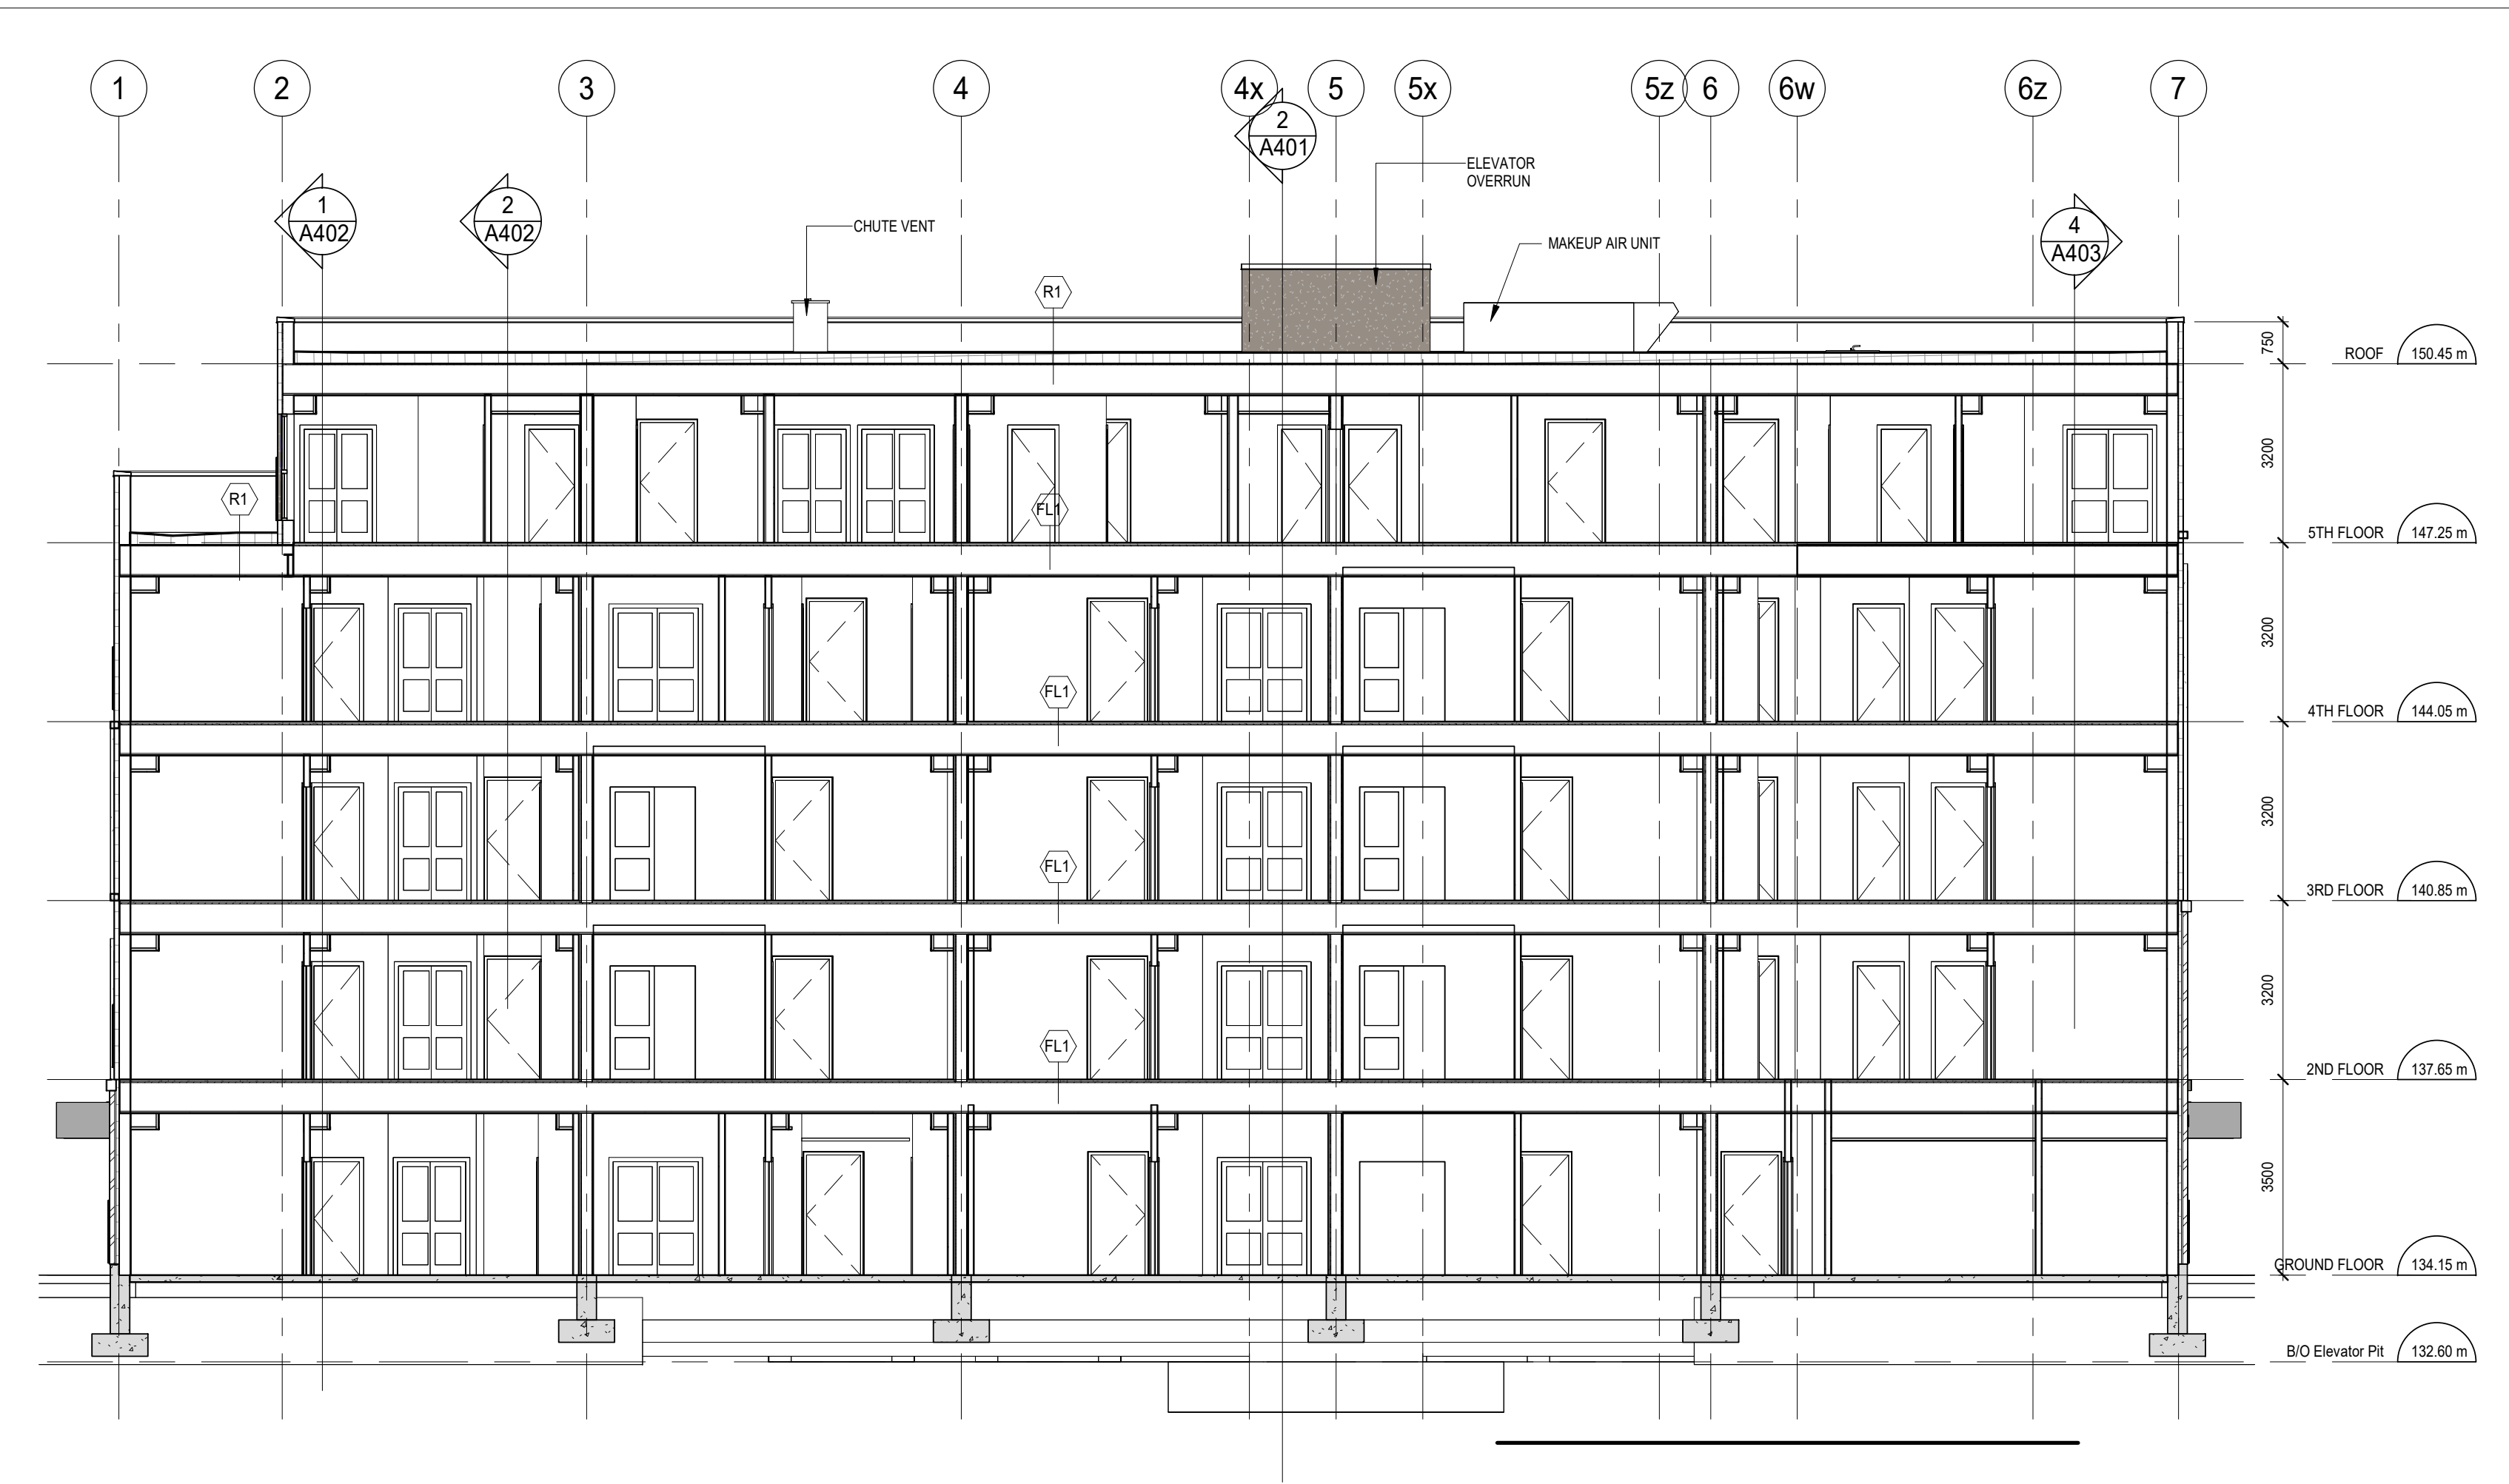 1 2 3 4 4x 5 5x 5z 6 6w 6z 7
2
A401
ELEVATOR
OVERRUN
1
A402
2
A402
CHUTE VENT
MAKEUP AIR UNIT
4
A403
R1
750
ROOF 150.45 m
3200
R1
FL1
5TH FLOOR 147.25 m
3200
FL1
4TH FLOOR 144.05 m
3200
FL1
3RD FLOOR 140.85 m
3200
FL1
2ND FLOOR 137.65 m
3500
GROUND FLOOR 134.15 m
B/O Elevator Pit 132.60 m